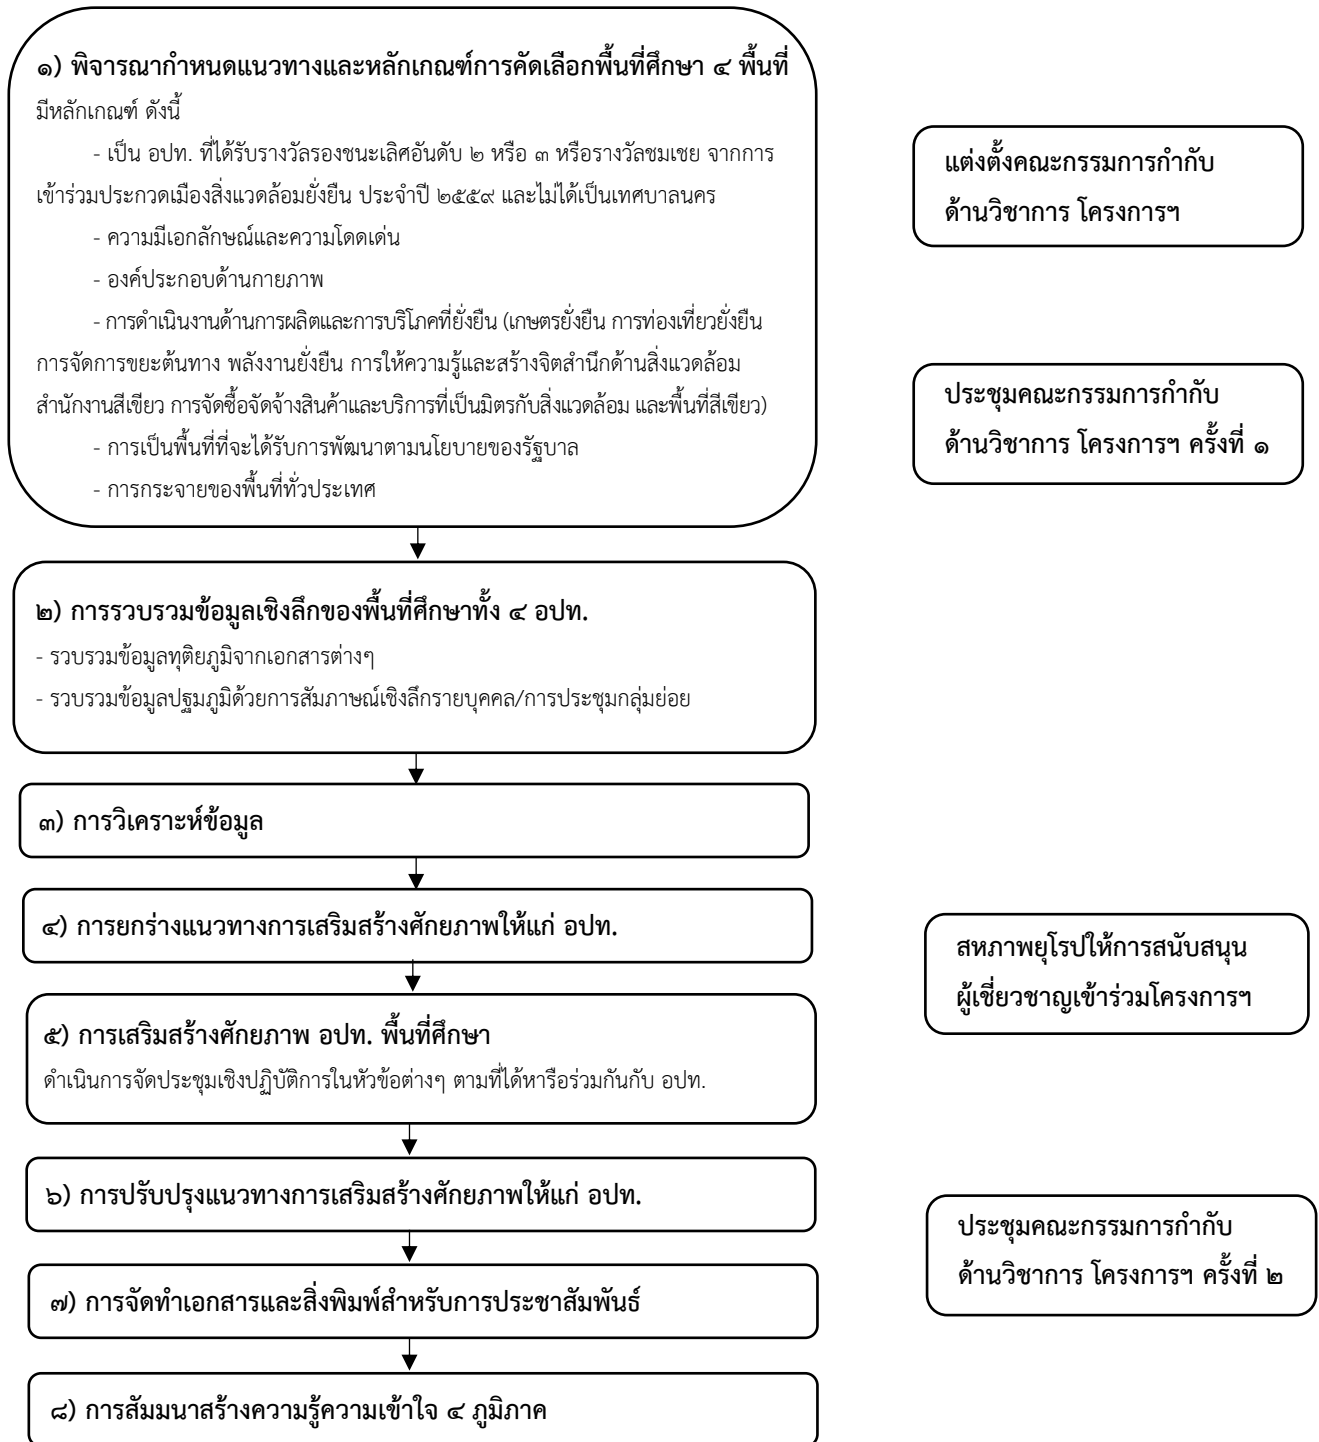 ๑) พิจารณากำหนดแนวทางและหลักเกณฑ์การคัดเลือกพื้นที่ศึกษา ๔ พื้นที่
มีหลักเกณฑ์ ดังนี้
- เป็น อปท. ที่ได้รับรางวัลรองชนะเลิศอันดับ ๒ หรือ ๓ หรือรางวัลชมเชย จากการ
เข้าร่วมประกวดเมืองสิ่งแวดล้อมยั่งยืน ประจำปี ๒๕๕๙ และไม่ได้เป็นเทศบาลนคร
- ความมีเอกลักษณ์และความโดดเด่น
- องค์ประกอบด้านกายภาพ
- การดำเนินงานด้านการผลิตและการบริโภคที่ยั่งยืน (เกษตรยั่งยืน การท่องเที่ยวยั่งยืน
การจัดการขยะต้นทาง พลังงานยั่งยืน การให้ความรู้และสร้างจิตสำนึกด้านสิ่งแวดล้อม
สำนักงานสีเขียว การจัดซื้อจัดจ้างสินค้าและบริการที่เป็นมิตรกับสิ่งแวดล้อม และพื้นที่สีเขียว)
- การเป็นพื้นที่ที่จะได้รับการพัฒนาตามนโยบายของรัฐบาล
- การกระจายของพื้นที่ทั่วประเทศ
แต่งตั้งคณะกรรมการกำกับ
ด้านวิชาการ โครงการฯ
ประชุมคณะกรรมการกำกับ
ด้านวิชาการ โครงการฯ ครั้งที่ ๑
๒) การรวบรวมข้อมูลเชิงลึกของพื้นที่ศึกษาทั้ง ๔ อปท.
- รวบรวมข้อมูลทุติยภูมิจากเอกสารต่างๆ
- รวบรวมข้อมูลปฐมภูมิด้วยการสัมภาษณ์เชิงลึกรายบุคคล/การประชุมกลุ่มย่อย
๓) การวิเคราะห์ข้อมูล
๔) การยกร่างแนวทางการเสริมสร้างศักยภาพให้แก่ อปท.
สหภาพยุโรปให้การสนับสนุน
ผู้เชี่ยวชาญเข้าร่วมโครงการฯ
๕) การเสริมสร้างศักยภาพ อปท. พื้นที่ศึกษา
ดำเนินการจัดประชุมเชิงปฏิบัติการในหัวข้อต่างๆ ตามที่ได้หารือร่วมกันกับ อปท.
๖) การปรับปรุงแนวทางการเสริมสร้างศักยภาพให้แก่ อปท.
ประชุมคณะกรรมการกำกับ
ด้านวิชาการ โครงการฯ ครั้งที่ ๒
๗) การจัดทำเอกสารและสิ่งพิมพ์สำหรับการประชาสัมพันธ์
๘) การสัมมนาสร้างความรู้ความเข้าใจ ๔ ภูมิภาค